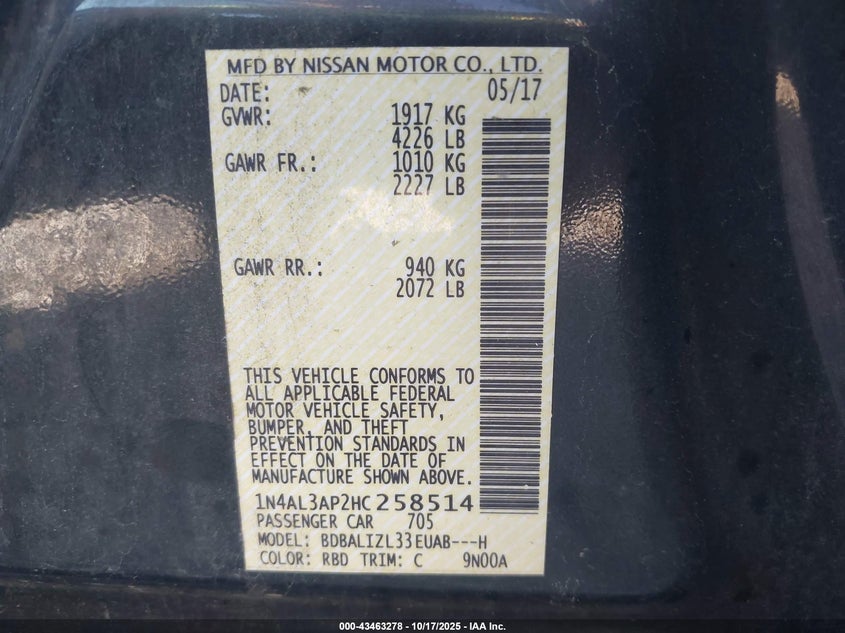 MFD BY NISSAN MOTOR CO., LTD.
DATE: 05/17
GVWR: 1917 KG
4226 LB
GAWR FR.: 1010 KG
2227 LB
GAWR RR.: 940 KG
2072 LB
THIS VEHICLE CONFORMS TO
ALL APPLICABLE FEDERAL
MOTOR VEHICLE SAFETY,
BUMPER, AND THEFT
PREVENTION STANDARDS IN
EFFECT ON THE DATE OF
MANUFACTURE SHOWN ABOVE.
1N4AL3AP2HC258514
PASSENGER CAR 705
MODEL: BDBALIZL33EUAB---H
COLOR: RBD TRIM: C 9N00A
000-43463278 - 10/17/2025 - IAA Inc.